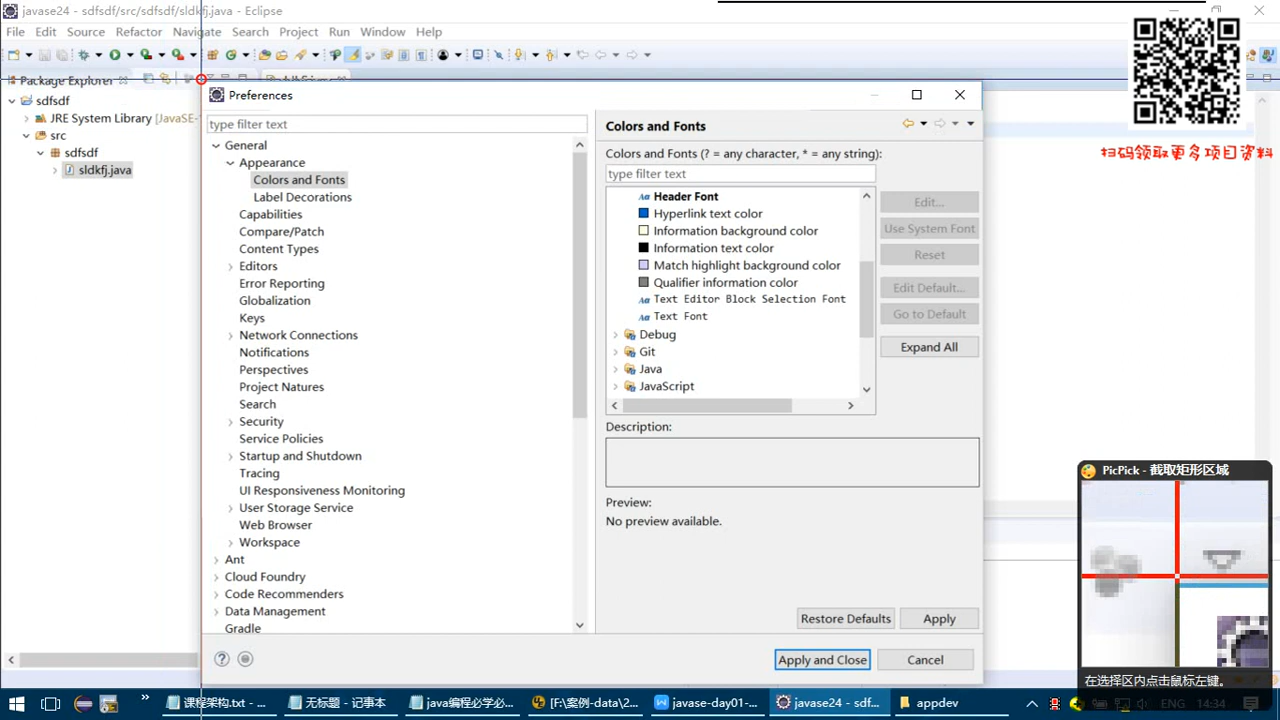 javase24 - sdfsdf/src/sdfsdf/sldkfj.java - Eclipse
File Edit Source Refactor Navigate Search Project Run Window Help
Package Explorer
sdfsdf
JRE System Library [JavaSE-
src
sdfsdf
sldkfj.java
扫码领取更多项目资料
Preferences
type filter text
General
Appearance
Colors and Fonts
Label Decorations
Capabilities
Compare/Patch
Content Types
Editors
Error Reporting
Globalization
Keys
Network Connections
Notifications
Perspectives
Project Natures
Search
Security
Service Policies
Startup and Shutdown
Tracing
UI Responsiveness Monitoring
User Storage Service
Web Browser
Workspace
Ant
Cloud Foundry
Code Recommenders
Data Management
Gradle
Colors and Fonts
Colors and Fonts (? = any character, * = any string):
type filter text
Header Font
Hyperlink text color
Information background color
Information text color
Match highlight background color
Qualifier information color
Text Editor Block Selection Font
Text Font
Debug
Git
Java
JavaScript
Edit...
Use System Font
Reset
Edit Default...
Go to Default
Expand All
Description:
Preview:
No preview available.
Restore Defaults Apply
Apply and Close Cancel
PicPick - 截取矩形区域
在选择区内点击鼠标左键。
课程架构.txt - ... 无标题 - 记事本 java编程必学必... [F:\案例-data\2... javase-day01-... javase24 - sdf... appdev ENG 14:34